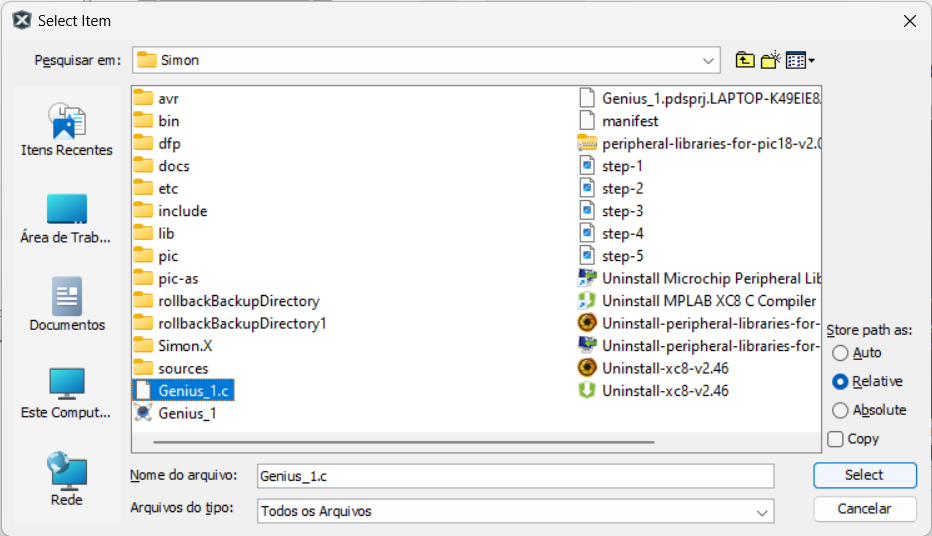 Select Item
Pesquisar em:
Simon
Itens Recentes
Área de Trab...
Documentos
Este Comput...
Rede
avr
bin
dfp
docs
etc
include
lib
pic
pic-as
rollbackBackupDirectory
rollbackBackupDirectory1
Simon.X
sources
Genius_1.c
Genius_1
Genius_1.pdsprj.LAPTOP-K49EIE8.
manifest
peripheral-libraries-for-pic18-v2.0
step-1
step-2
step-3
step-4
step-5
Uninstall Microchip Peripheral Lib
Uninstall MPLAB XC8 C Compiler
Uninstall-peripheral-libraries-for-
Uninstall-peripheral-libraries-for-
Uninstall-xc8-v2.46
Uninstall-xc8-v2.46
Store path as:
Auto
Relative
Absolute
Copy
Nome do arquivo:
Genius_1.c
Select
Arquivos do tipo:
Todos os Arquivos
Cancelar